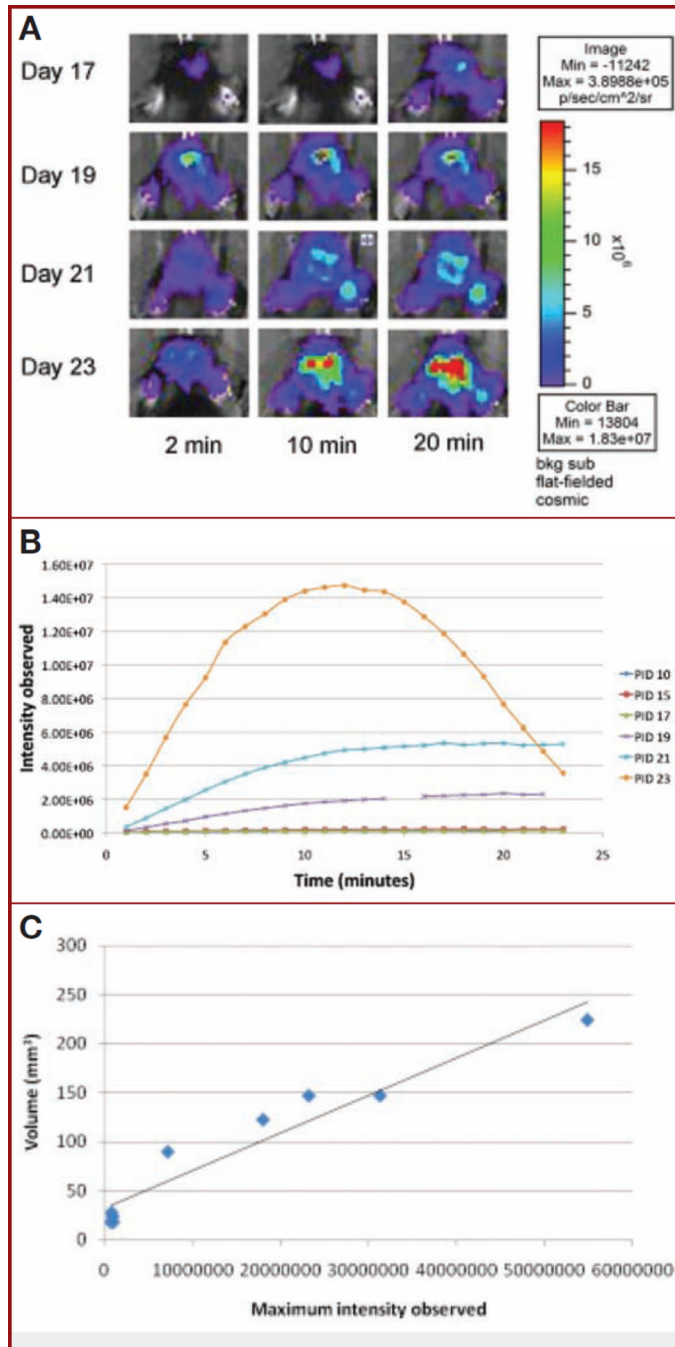 A
Day 17
Day 19
Day 21
Day 23
2 min
10 min
20 min
Image
Min = -11242
Max = 3.8988e+05
p/sec/cm^2/sr
15
10
5
0
x10^6
Color Bar
Min = 13804
Max = 1.83e+07
bkg sub
flat-fielded
cosmic
B
Intensity observed
1.60E+07
1.40E+07
1.20E+07
1.00E+07
8.00E+06
6.00E+06
4.00E+06
2.00E+06
0.00E+00
0
5
10
15
20
25
Time (minutes)
PID 10
PID 15
PID 17
PID 19
PID 21
PID 23
C
Volume (mm³)
300
250
200
150
100
50
0
0
10000000
20000000
30000000
40000000
50000000
60000000
Maximum intensity observed